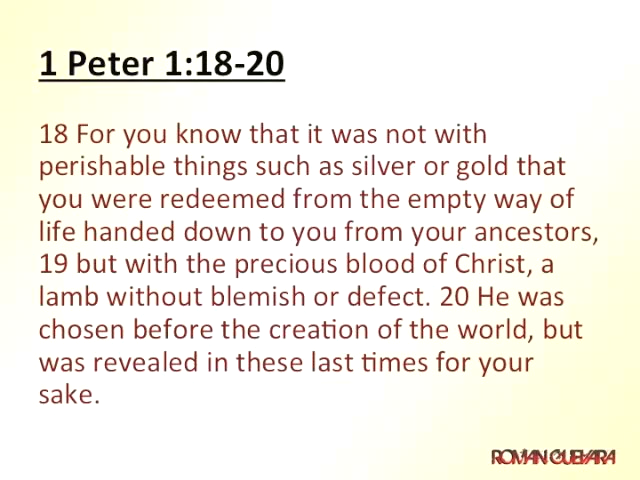 1 Peter 1:18-20
18 For you know that it was not with
perishable things such as silver or gold that
you were redeemed from the empty way of
life handed down to you from your ancestors,
19 but with the precious blood of Christ, a
lamb without blemish or defect. 20 He was
chosen before the creation of the world, but
was revealed in these last times for your
sake.
ROMAN GUEVARA